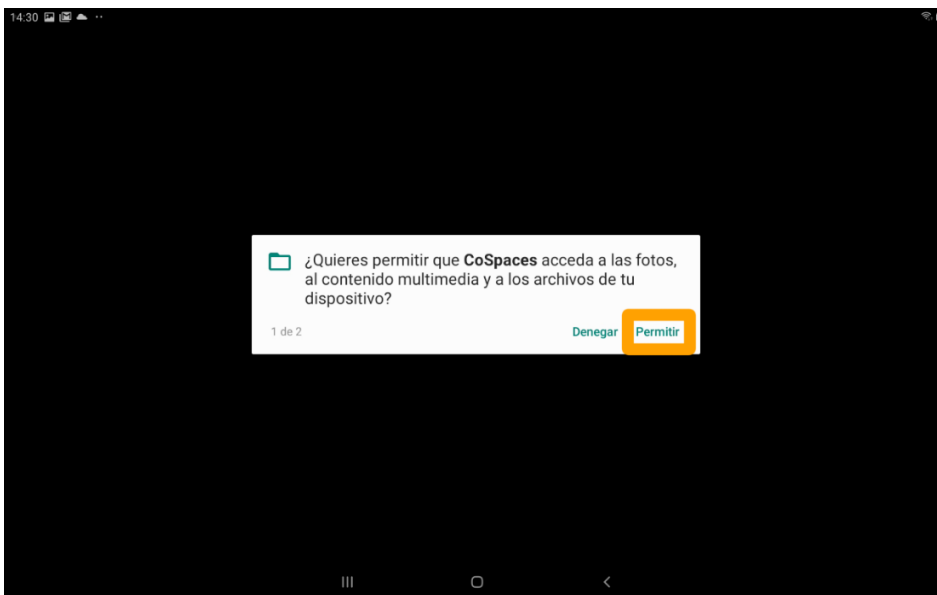 14:30
¿Quieres permitir que CoSpaces acceda a las fotos,
al contenido multimedia y a los archivos de tu
dispositivo?
1 de 2
Denegar
Permitir